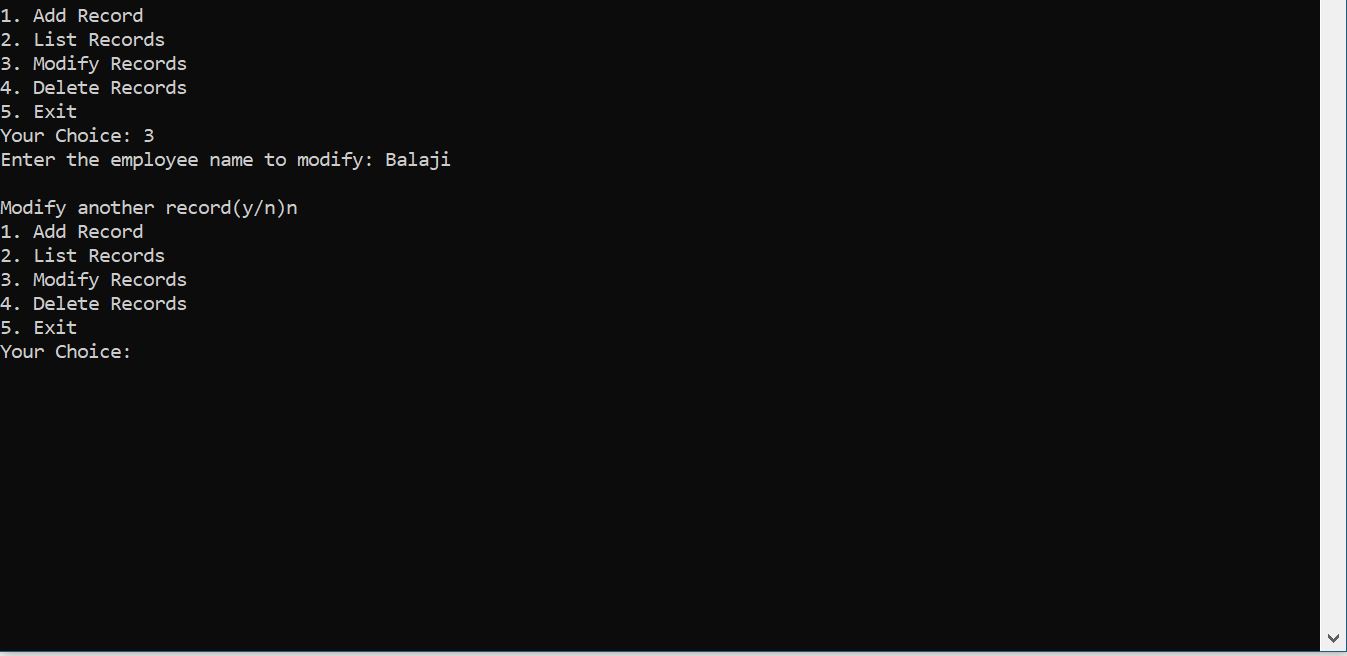 1. Add Record
2. List Records
3. Modify Records
4. Delete Records
5. Exit
Your Choice: 3
Enter the employee name to modify: Balaji
Modify another record(y/n)n
1. Add Record
2. List Records
3. Modify Records
4. Delete Records
5. Exit
Your Choice: